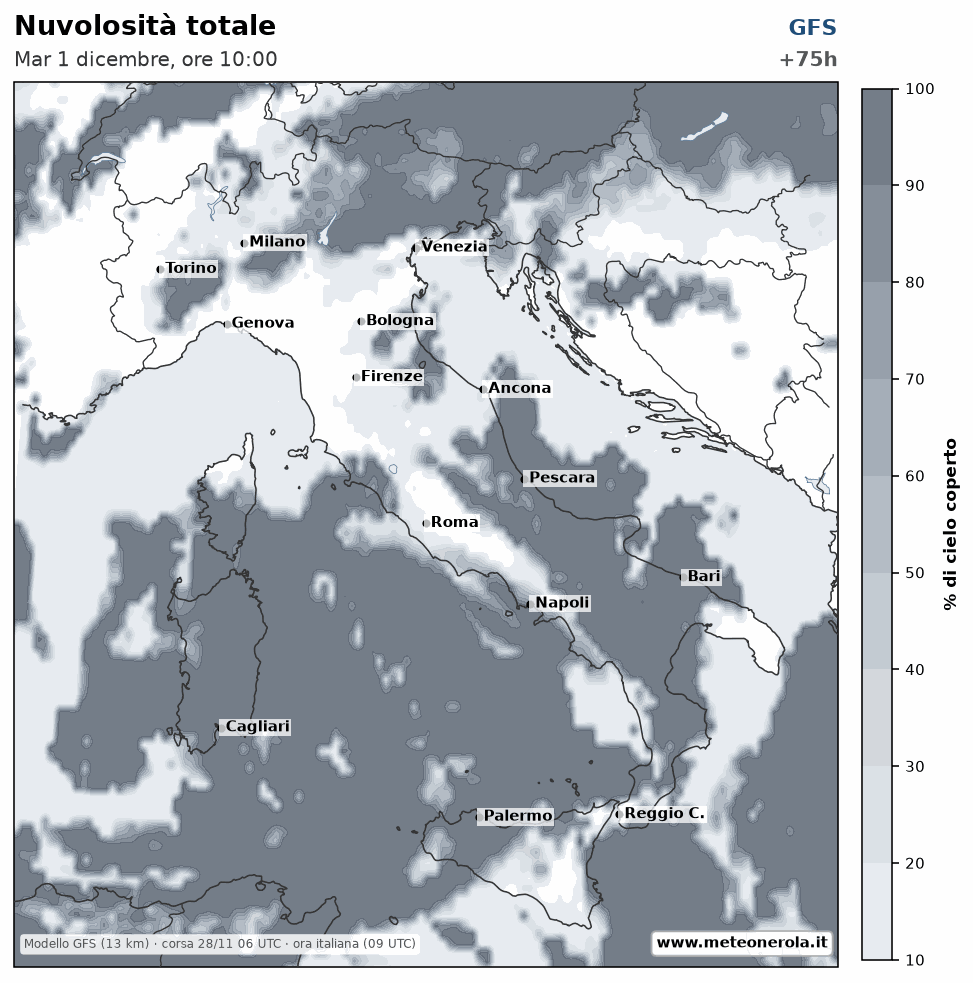 Nuvolosità totale
GFS
Mar 1 dicembre, ore 10:00
+75h
100
90
80
70
60
50
40
30
20
10
% di cielo coperto
Milano
Venezia
Torino
Genova
Bologna
Firenze
Ancona
Pescara
Roma
Bari
Napoli
Cagliari
Palermo
Reggio C.
Modello GFS (13 km) · corsa 28/11 06 UTC · ora italiana (09 UTC)
www.meteonerola.it